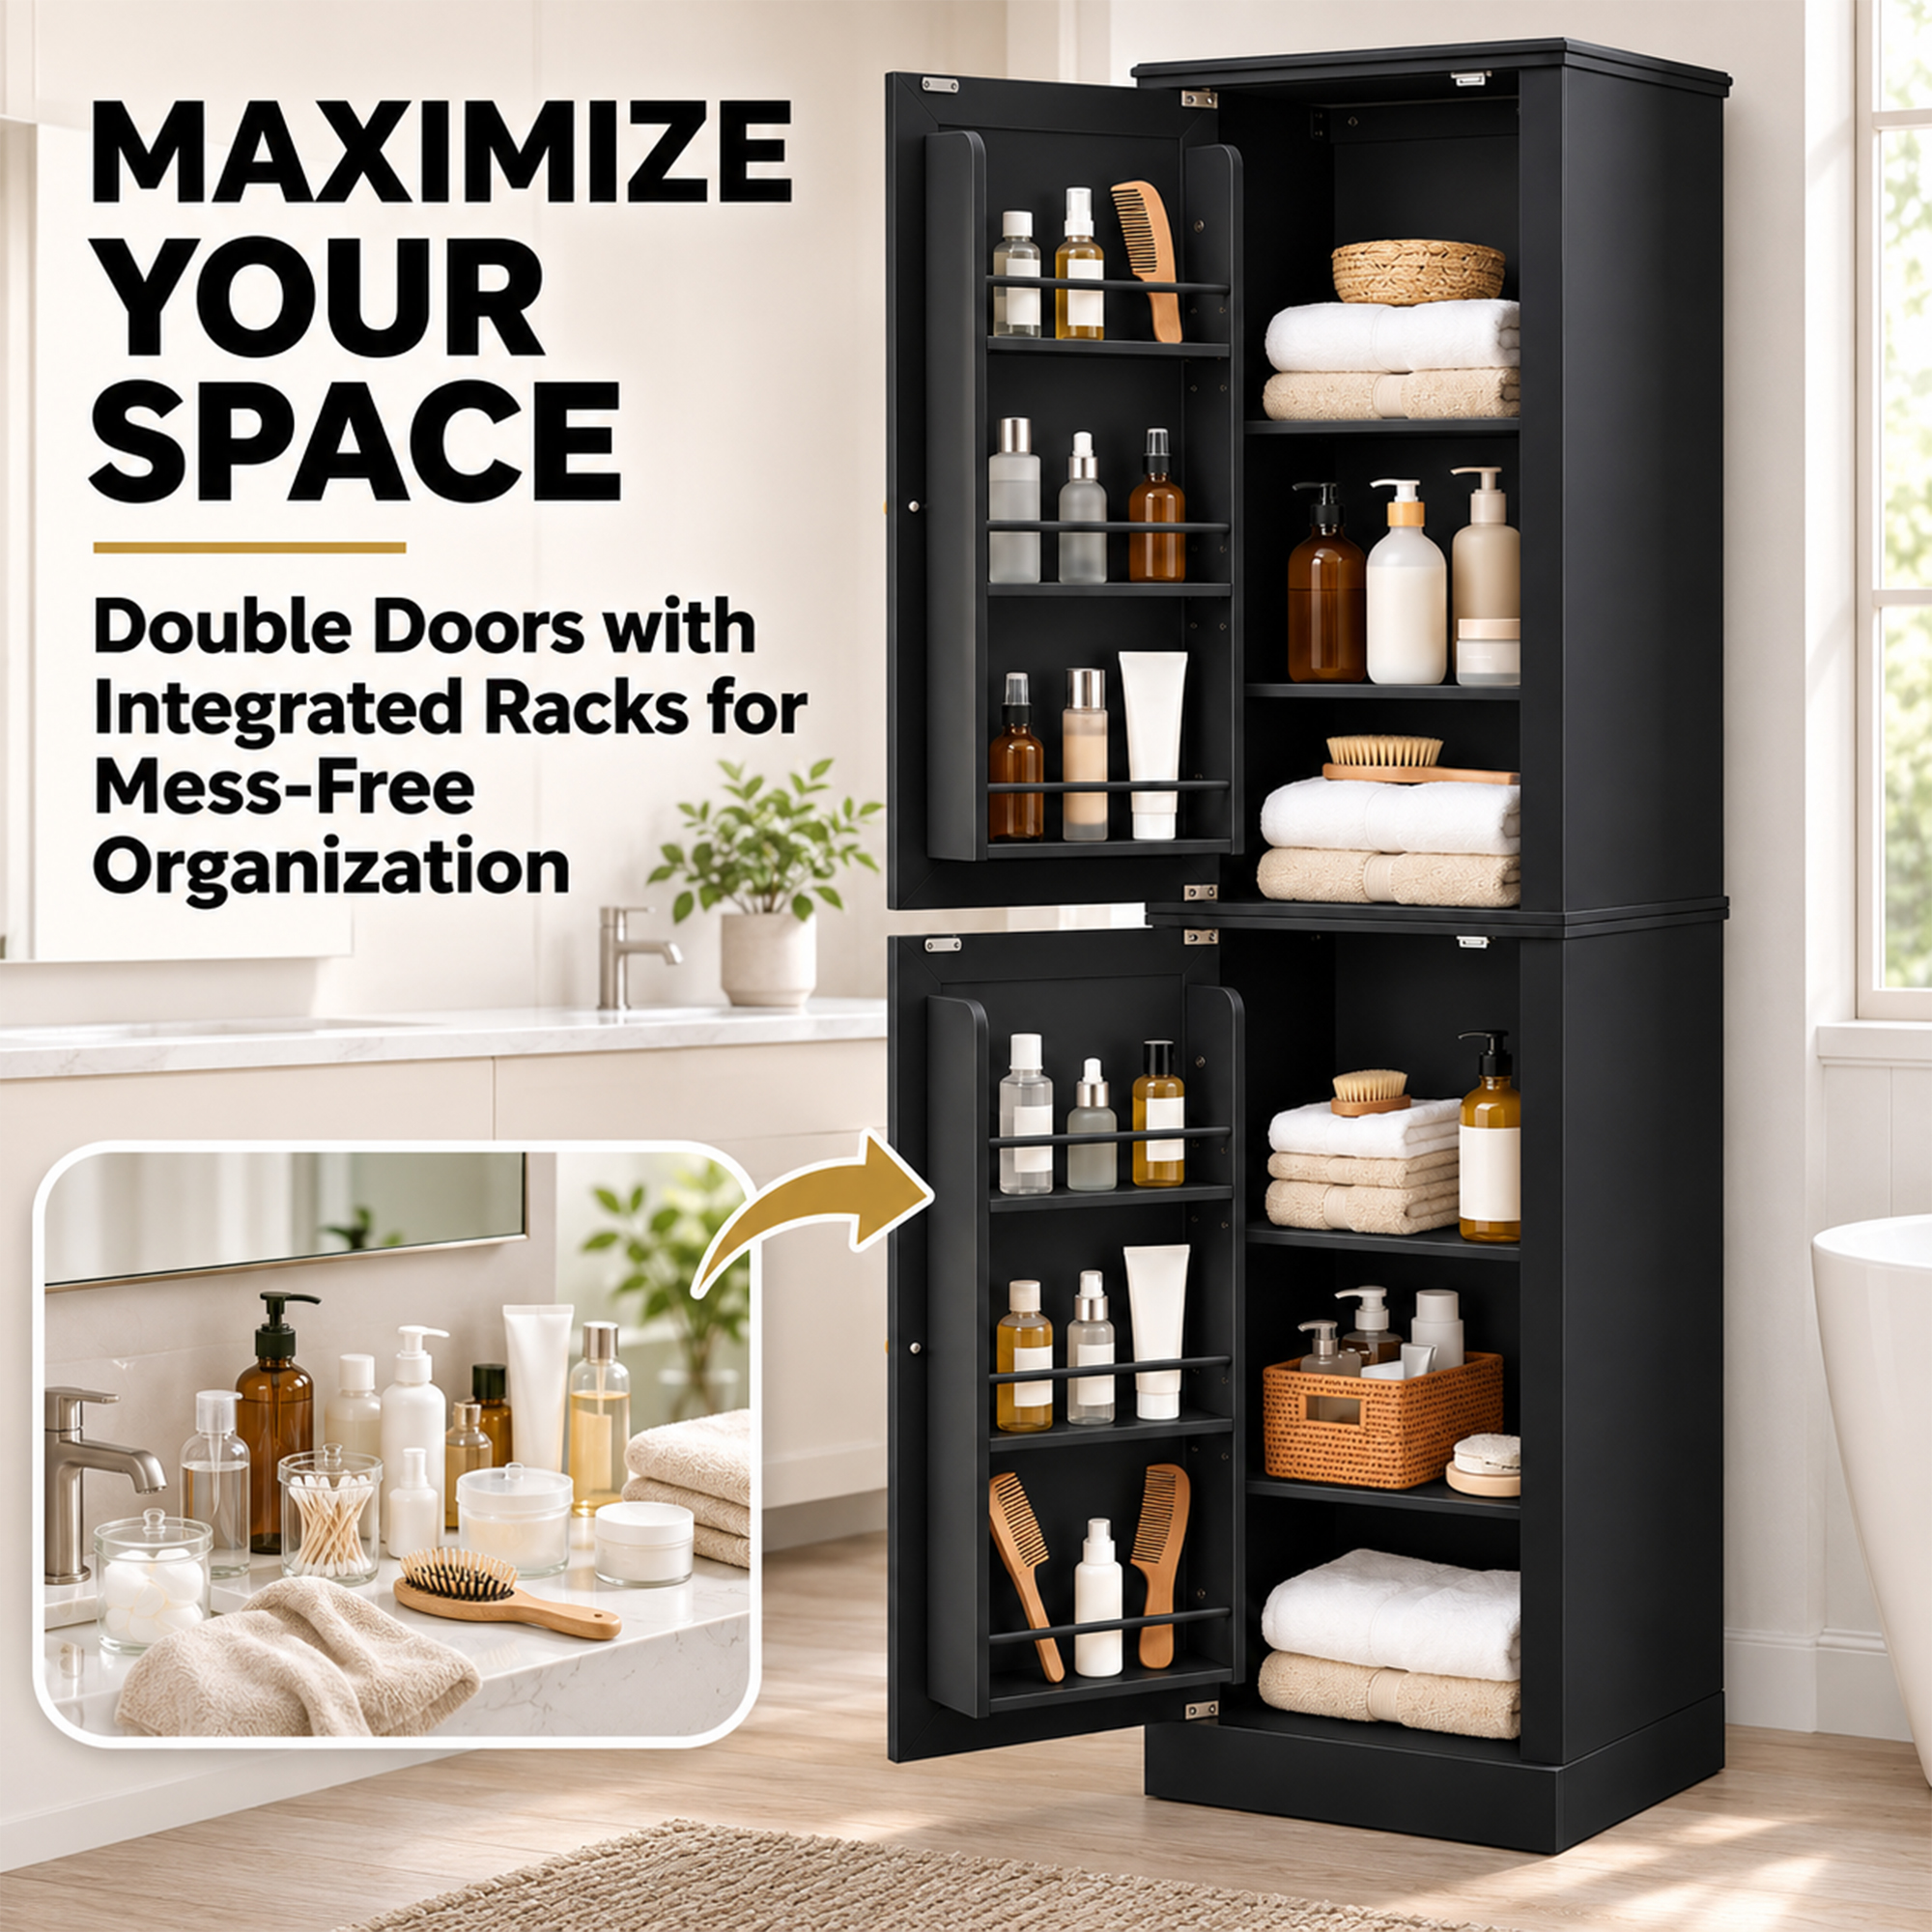 MAXIMIZE
YOUR
SPACE
Double Doors with
Integrated Racks for
Mess-Free
Organization